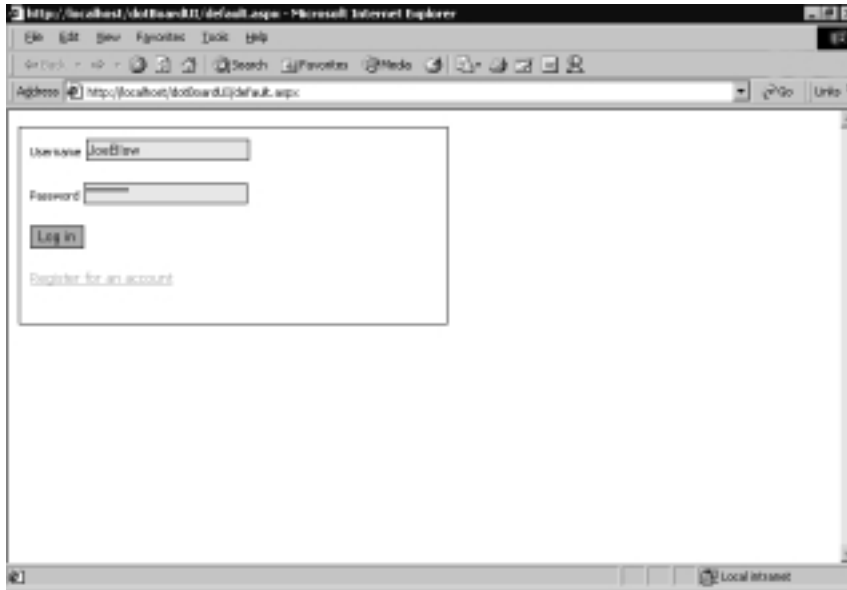 http://localhost/dotBoardUI/default.aspx - Microsoft Internet Explorer
File Edit View Favorites Tools Help
Back Search Favorites Media
Address http://localhost/dotBoardUI/default.aspx Go Links
Username JoeBlow
Password
Log in
Register for an account
Local intranet